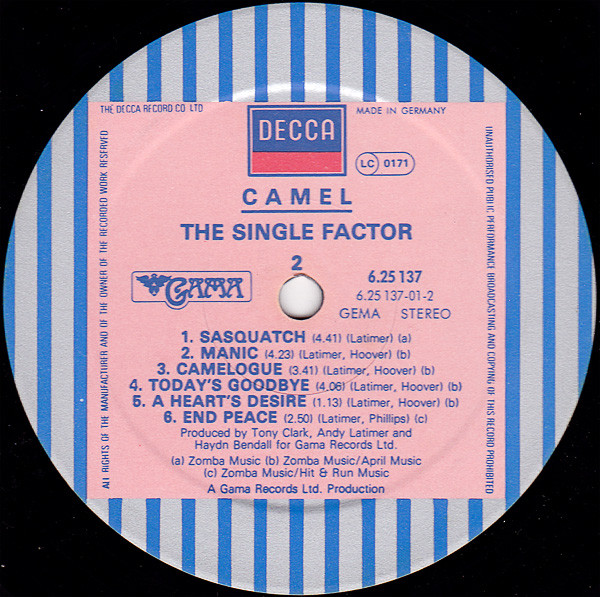 THE DECCA RECORD CO LTD
MADE IN GERMANY
DECCA
LC 0171
CAMEL
THE SINGLE FACTOR
2
GAMA
6.25 137
6.25 137-01-2
GEMA STEREO
1. SASQUATCH (4.41) (Latimer) (a)
2. MANIC (4.23) (Latimer, Hoover) (b)
3. CAMELOGUE (3.41) (Latimer, Hoover) (b)
4. TODAY'S GOODBYE (4.06) (Latimer, Hoover) (b)
5. A HEART'S DESIRE (1.13) (Latimer, Hoover) (b)
6. END PEACE (2.50) (Latimer, Phillips) (c)
Produced by Tony Clark, Andy Latimer and
Haydn Bendall for Gama Records Ltd.
(a) Zomba Music (b) Zomba Music/April Music
(c) Zomba Music/Hit & Run Music
A Gama Records Ltd. Production
All RIGHTS OF THE MANUFACTURER AND OF THE OWNER OF THE RECORDED WORK RESERVED
UNAUTHORISED PUBLIC PERFORMANCE BROADCASTING AND COPYING OF THIS RECORD PROHIBITED